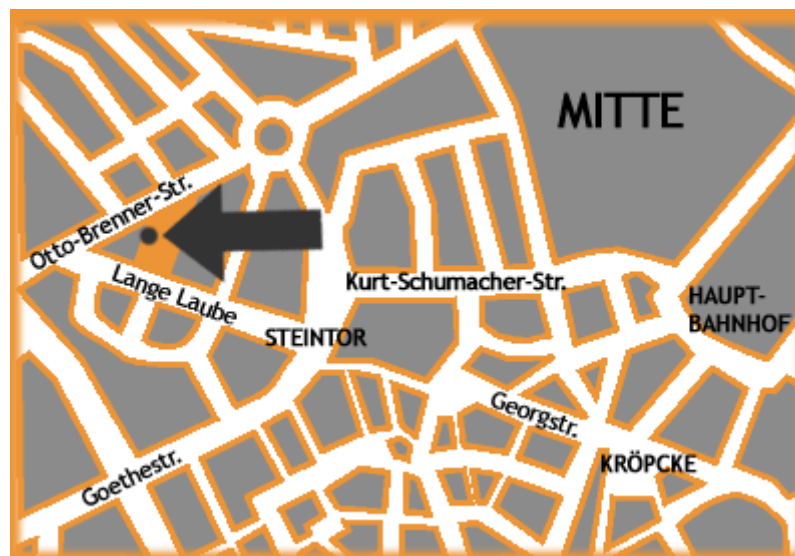 MITTE
Otto-Brenner-Str.
Lange Laube
Kurt-Schumacher-Str.
HAUPT-
BAHNHOF
STEINTOR
Georgstr.
Goethestr.
KRÖPCKE